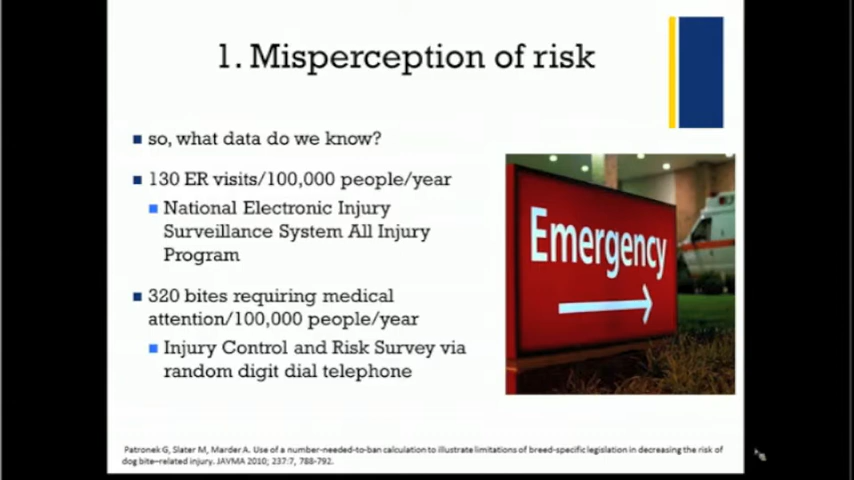 1. Misperception of risk
so, what data do we know?
130 ER visits/100,000 people/year
National Electronic Injury
Surveillance System All Injury
Program
320 bites requiring medical
attention/100,000 people/year
Injury Control and Risk Survey via
random digit dial telephone
Emergency
Patronek G, Slater M, Marder A. Use of a number-needed-to-ban calculation to illustrate limitations of breed-specific legislation in decreasing the risk of
dog bite–related injury. JAVMA 2010; 237:7, 788-792.